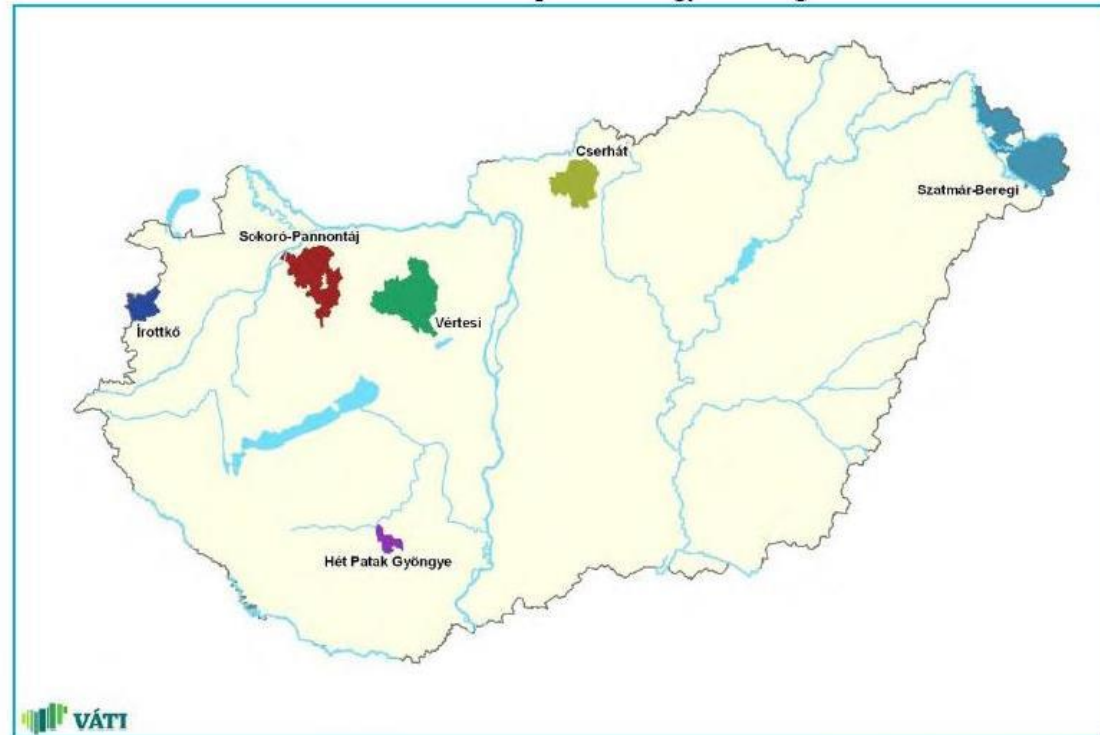 Cserhát
Szatmár-Beregi
Sokoró-Pannontáj
Írottkő
Vértesi
Hét Patak Gyöngye
VÁTI